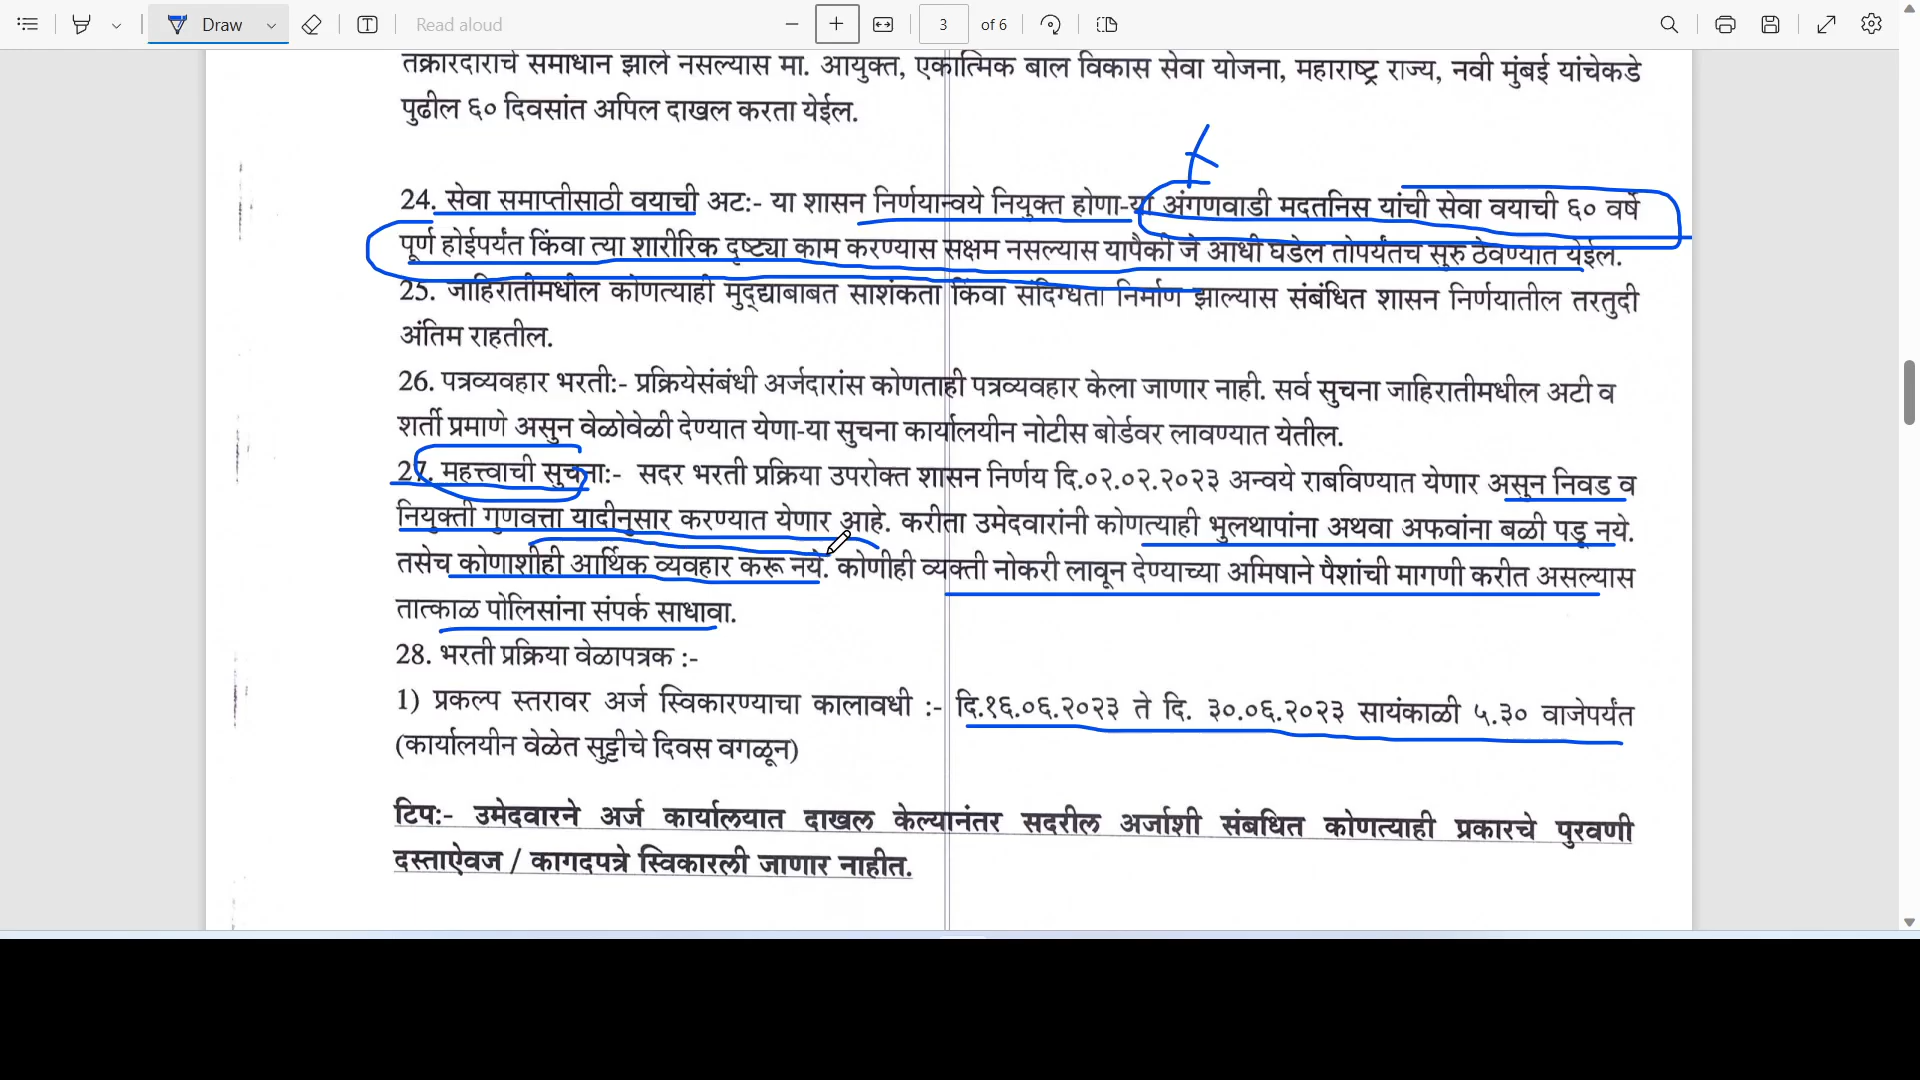 Draw Read aloud 3 of 6
तक्रारदाराचे समाधान झाले नसल्यास मा. आयुक्त, एकात्मिक बाल विकास सेवा योजना, महाराष्ट्र राज्य, नवी मुंबई यांचेकडे
पुढील ६० दिवसांत अपिल दाखल करता येईल.
24. सेवा समाप्तीसाठी वयाची अट:- या शासन निर्णयान्वये नियुक्त होणा-या अंगणवाडी मदतनिस यांची सेवा वयाची ६० वर्षे
पूर्ण होईपर्यंत किंवा त्या शारीरिक दृष्ट्या काम करण्यास सक्षम नसल्यास यापैकी जे आधी घडेल तोपर्यंतच सुरु ठेवण्यात येईल.
25. जाहिरातीमधील कोणत्याही मुद्द्याबाबत साशंकता किंवा संदिग्धता निर्माण झाल्यास संबंधित शासन निर्णयातील तरतुदी
अंतिम राहतील.
26. पत्रव्यवहार भरती:- प्रक्रियेसंबंधी अर्जदारांस कोणताही पत्रव्यवहार केला जाणार नाही. सर्व सुचना जाहिरातीमधील अटी व
शर्ती प्रमाणे असुन वेळोवेळी देण्यात येणा-या सुचना कार्यालयीन नोटीस बोर्डवर लावण्यात येतील.
27. महत्त्वाची सुचना:- सदर भरती प्रक्रिया उपरोक्त शासन निर्णय दि.०२.०२.२०२३ अन्वये राबविण्यात येणार असुन निवड व
नियुक्ती गुणवत्ता यादीनुसार करण्यात येणार आहे. करीता उमेदवारांनी कोणत्याही भुलथापांना अथवा अफवांना बळी पडू नये.
तसेच कोणाशीही आर्थिक व्यवहार करू नये. कोणीही व्यक्ती नोकरी लावून देण्याच्या अमिषाने पैशांची मागणी करीत असल्यास
तात्काळ पोलिसांना संपर्क साधावा.
28. भरती प्रक्रिया वेळापत्रक :-
1) प्रकल्प स्तरावर अर्ज स्विकारण्याचा कालावधी :- दि.१६.०६.२०२३ ते दि. ३०.०६.२०२३ सायंकाळी ५.३० वाजेपर्यंत
(कार्यालयीन वेळेत सुट्टीचे दिवस वगळून)
टिप:- उमेदवारने अर्ज कार्यालयात दाखल केल्यानंतर सदरील अर्जाशी संबधित कोणत्याही प्रकारचे पुरवणी
दस्ताऐवज / कागदपत्रे स्विकारली जाणार नाहीत.